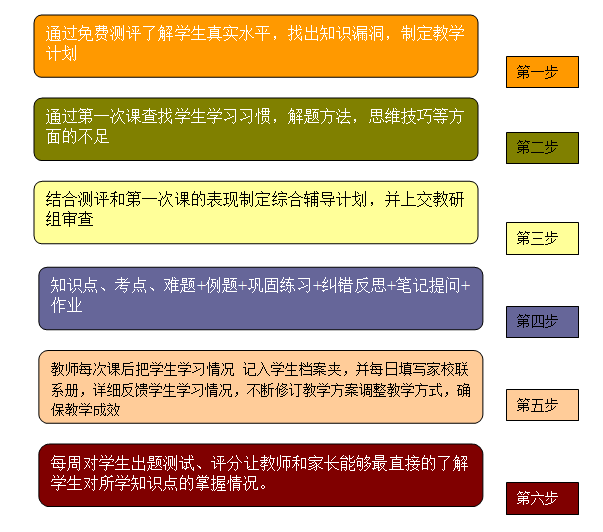 通过免费测评了解学生真实水平，找出知识漏洞，制定教学
计划
第一步
通过第一次课查找学生学习习惯，解题方法，思维技巧等方
面的不足
第二步
结合测评和第一次课的表现制定综合辅导计划，并上交教研
组审查
第三步
知识点、考点、难题+例题+巩固练习+纠错反思+笔记提问+
作业
第四步
教师每次课后把学生学习情况 记入学生档案夹，并每日填写家校联
系册，详细反馈学生学习情况，不断修订教学方案调整教学方式，确
保教学成效
第五步
每周对学生出题测试、评分让教师和家长能够最直接的了解
学生对所学知识点的掌握情况。
第六步